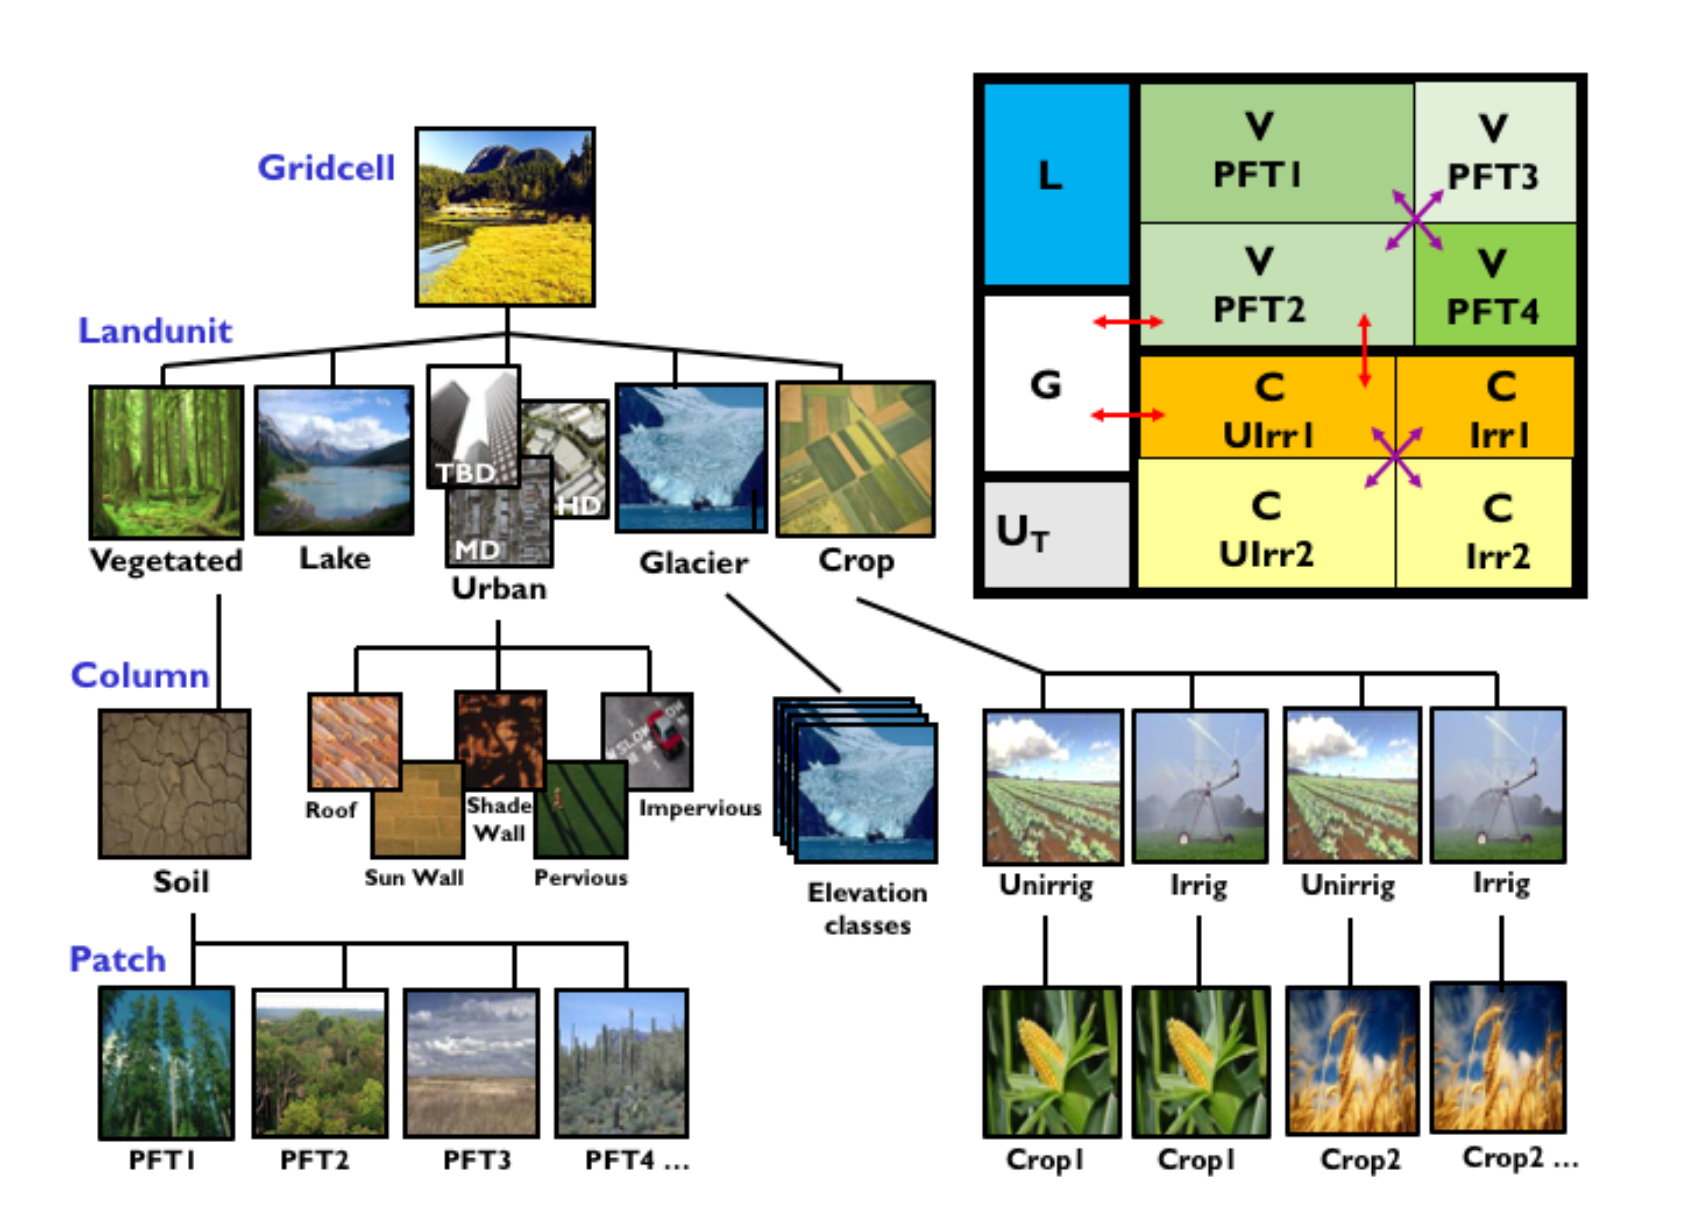 Gridcell
Landunit
TBD
HD
MD
Vegetated
Lake
Urban
Glacier
Crop
L
G
UT
V
PFT1
V
PFT3
V
PFT2
V
PFT4
C
UIrr1
C
Irr1
C
UIrr2
C
Irr2
Column
Soil
Roof
Sun Wall
Shade
Wall
Pervious
SLOW
Impervious
Elevation
classes
Unirrig
Irrig
Unirrig
Irrig
Patch
PFT1
PFT2
PFT3
PFT4 ...
Crop1
Crop1
Crop2
Crop2 ...